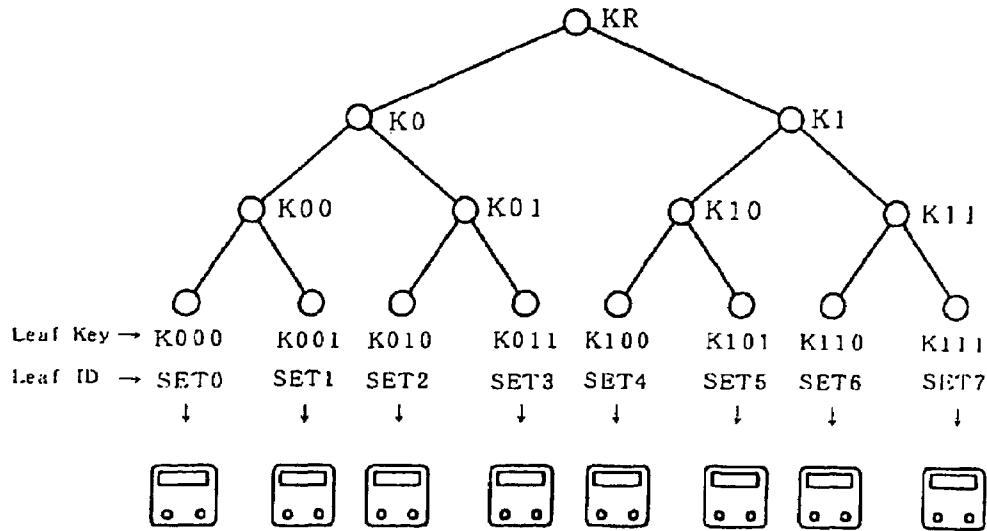 KR
K0 K1
K00 K01 K10 K11
Leaf Key → K000 K001 K010 K011 K100 K101 K110 K111
Leaf ID → SET0 SET1 SET2 SET3 SET4 SET5 SET6 SET7